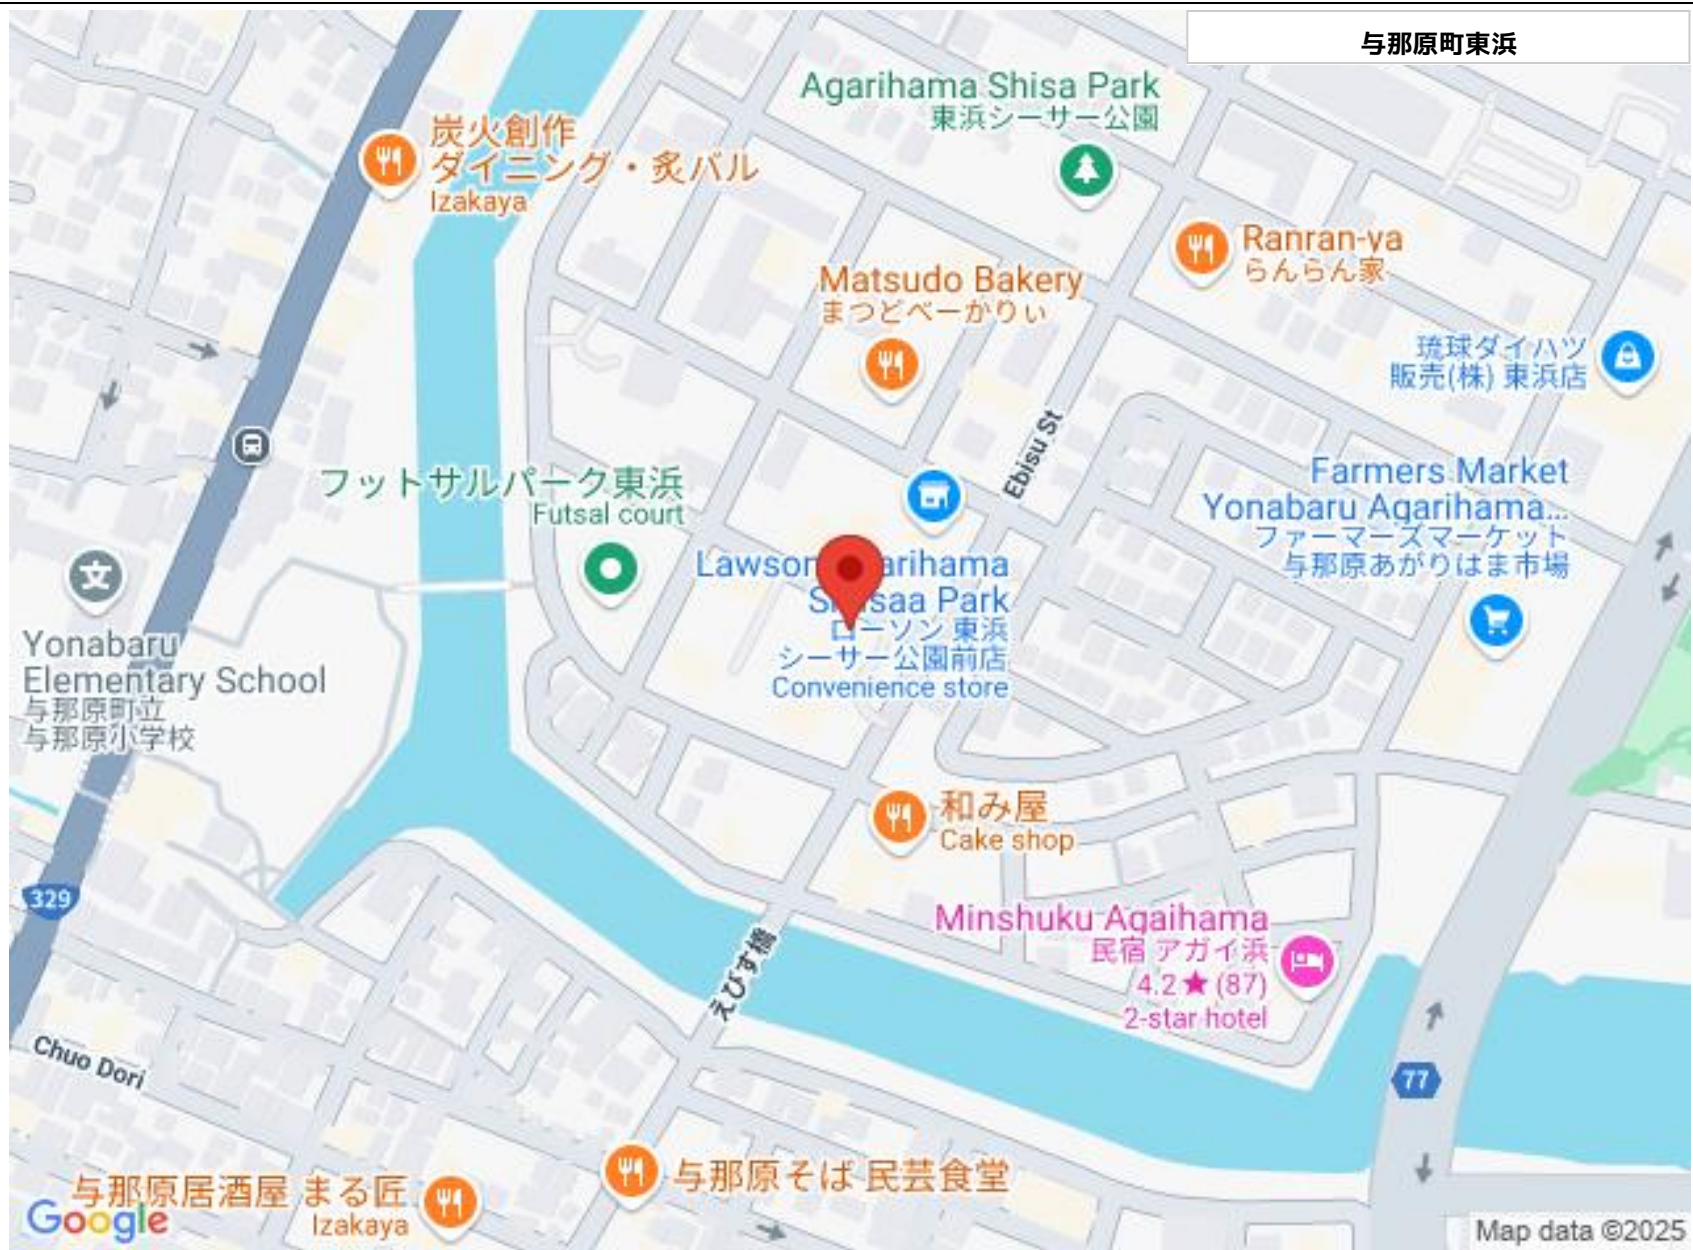 与那原町東浜
Agarihama Shisa Park
東浜シーサー公園
炭火創作
ダイニング・炙バル
Izakaya
Ranran-ya
らんらん家
Matsudo Bakery
まつどべーかりぃ
琉球ダイハツ
販売(株) 東浜店
Ebisu St
フットサルパーク東浜
Futsal court
Farmers Market
Yonabaru Agarihama...
ファーマーズマーケット
与那原あがりはま市場
Lawson arihama
S saa Park
ローソン 東浜
シーサー公園前店
Convenience store
Yonabaru
Elementary School
与那原町立
与那原小学校
和み屋
Cake shop
329
Minshuku Agaihama
民宿 アガイ浜
4.2★ (87)
2-star hotel
えびす橋
Chuo Dori
77
与那原そば 民芸食堂
与那原居酒屋 まる匠
Izakaya
Google
Map data ©2025